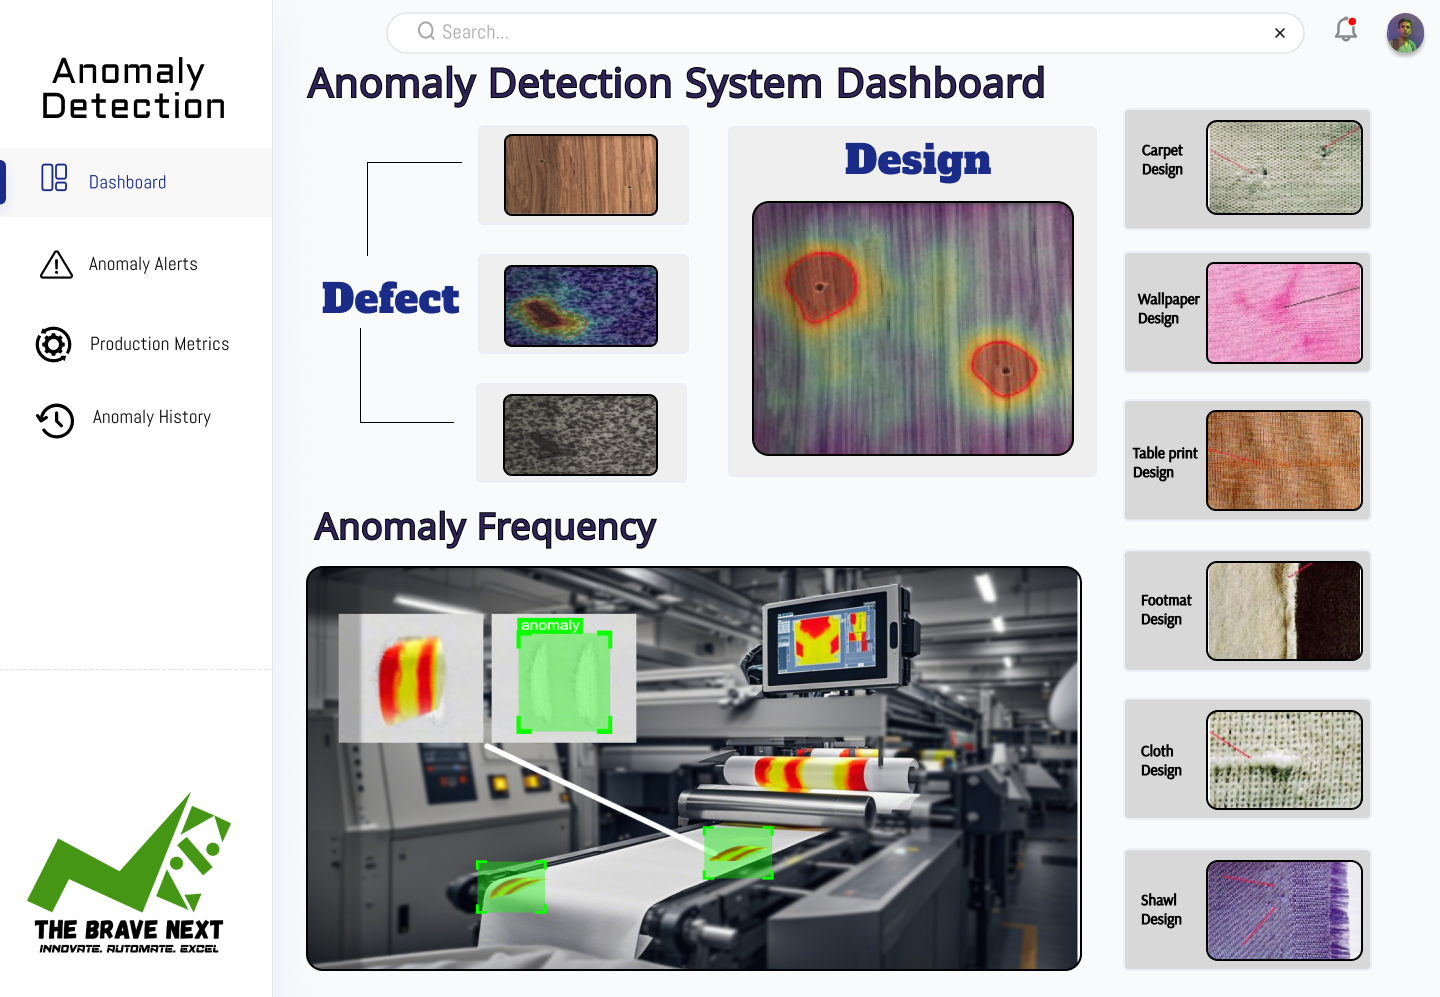 Search...
Anomaly
Detection
Dashboard
Anomaly Alerts
Production Metrics
Anomaly History
THE BRAVE NEXT
INNOVATE. AUTOMATE. EXCEL
Anomaly Detection System Dashboard
Defect
Design
Anomaly Frequency
anomaly
Carpet
Design
Wallpaper
Design
Table print
Design
Footmat
Design
Cloth
Design
Shawl
Design